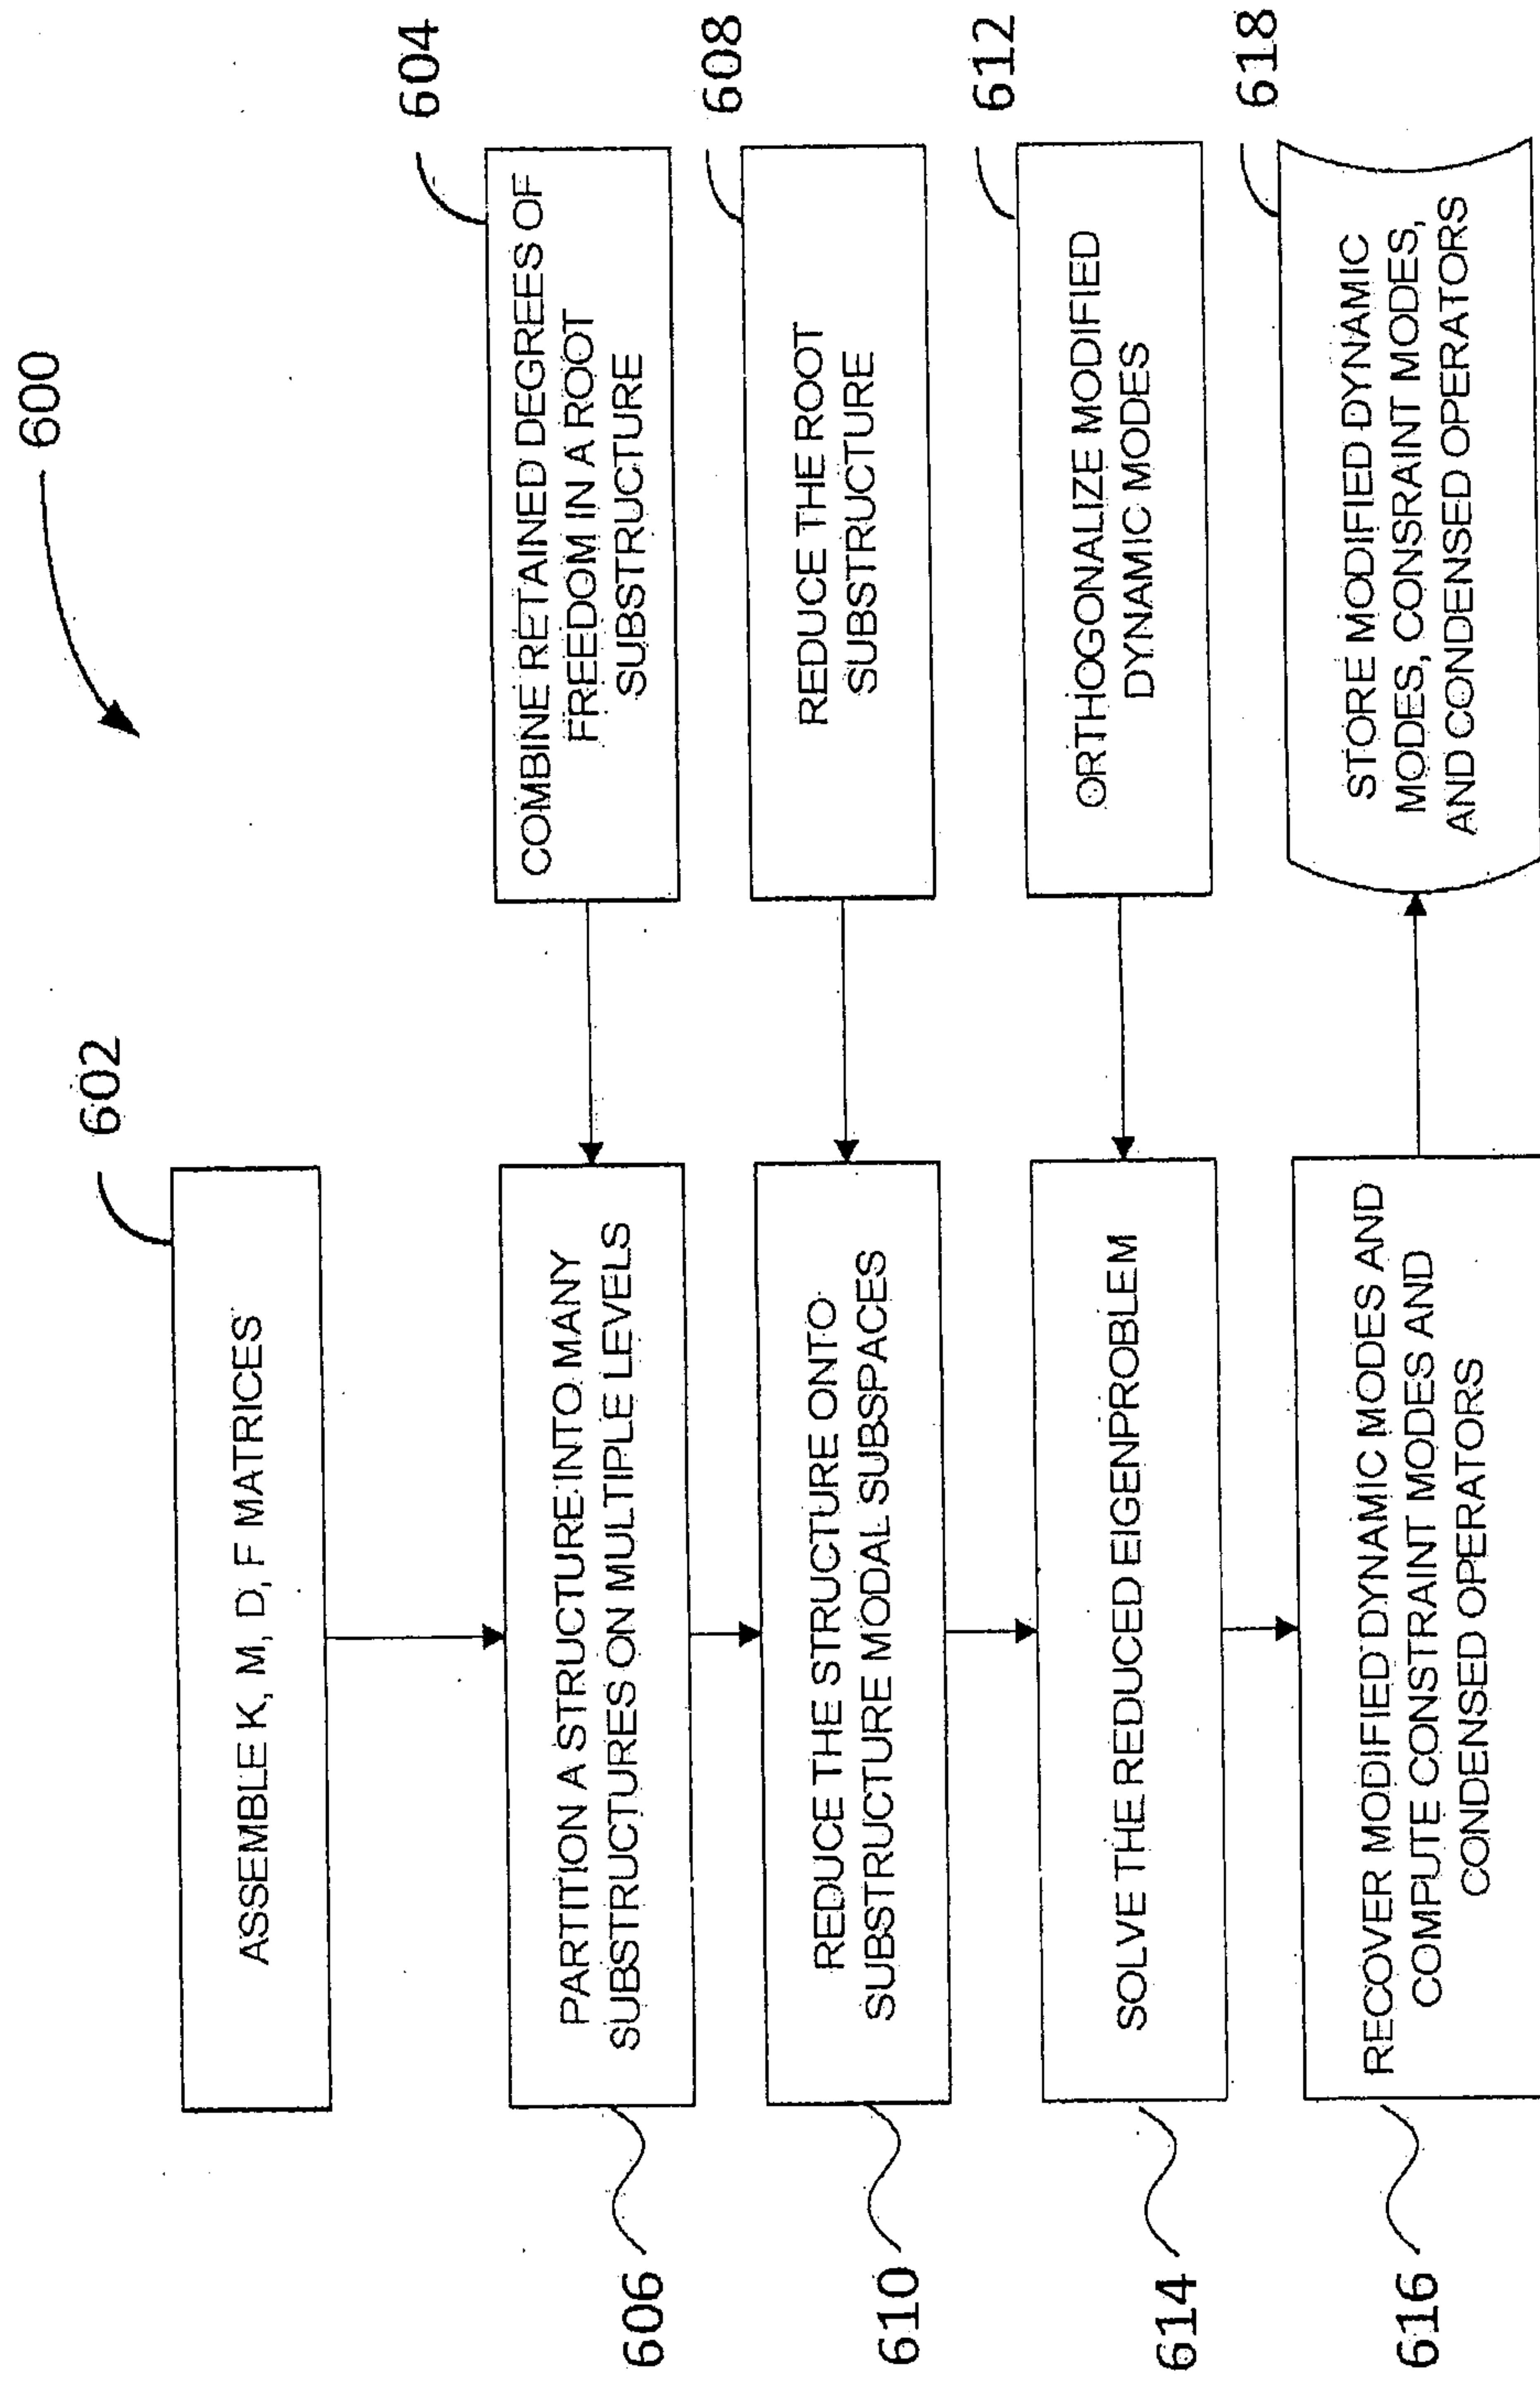 600
602
ASSEMBLE K, M, D, F MATRICES
604
COMBINE RETAINED DEGREES OF
FREEDOM IN A ROOT
SUBSTRUCTURE
606
PARTITION A STRUCTURE INTO MANY
SUBSTRUCTURES ON MULTIPLE LEVELS
608
REDUCE THE ROOT
SUBSTRUCTURE
610
REDUCE THE STRUCTURE ONTO
SUBSTRUCTURE MODAL SUBSPACES
612
ORTHOGONALIZE MODIFIED
DYNAMIC MODES
614
SOLVE THE REDUCED EIGENPROBLEM
616
RECOVER MODIFIED DYNAMIC MODES AND
COMPUTE CONSTRAINT MODES AND
CONDENSED OPERATORS
618
STORE MODIFIED DYNAMIC
MODES, CONSRAINT MODES,
AND CONDENSED OPERATORS